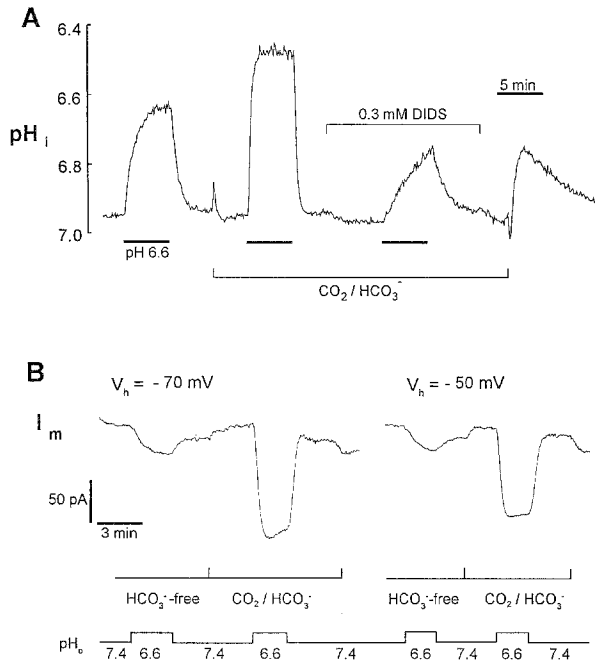 A
6.4
6.6
6.8
7.0
pH i
5 min
0.3 mM DIDS
pH 6.6
CO2 / HCO3-
B
Vh = - 70 mV
Vh = - 50 mV
Im
50 pA
3 min
HCO3--free CO2 / HCO3- HCO3--free CO2 / HCO3-
pHo
7.4 6.6 7.4 6.6 7.4 6.6 7.4 6.6 7.4